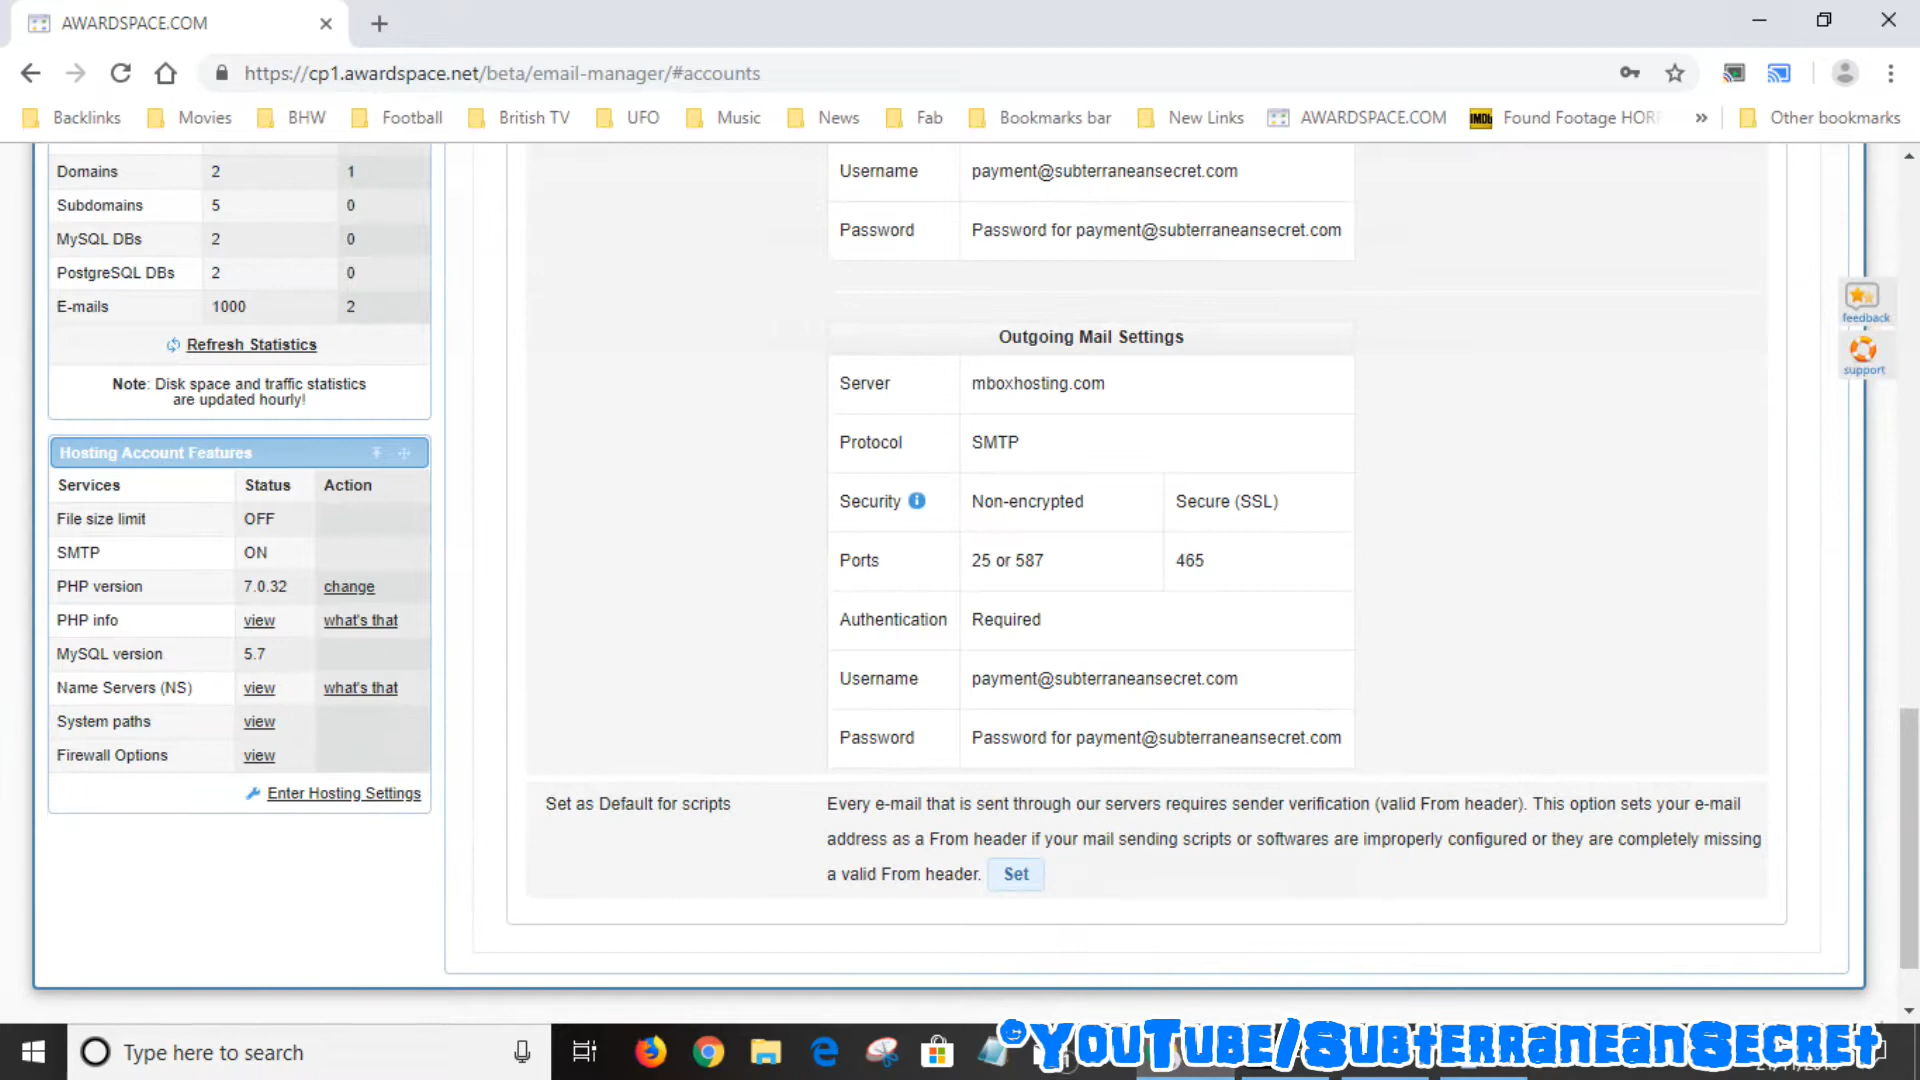 AWARDSPACE.COM
https://cp1.awardspace.net/beta/email-manager/#accounts
Backlinks Movies BHW Football British TV UFO Music News Fab Bookmarks bar New Links AWARDSPACE.COM IMDb Found Footage HORR » Other bookmarks
Domains 2 1
Subdomains 5 0
MySQL DBs 2 0
PostgreSQL DBs 2 0
E-mails 1000 2
Refresh Statistics
Note: Disk space and traffic statistics
are updated hourly!
Hosting Account Features
Services Status Action
File size limit OFF
SMTP ON
PHP version 7.0.32 change
PHP info view what's that
MySQL version 5.7
Name Servers (NS) view what's that
System paths view
Firewall Options view
Enter Hosting Settings
Username payment@subterraneansecret.com
Password Password for payment@subterraneansecret.com
Outgoing Mail Settings
Server mboxhosting.com
Protocol SMTP
Security Non-encrypted Secure (SSL)
Ports 25 or 587 465
Authentication Required
Username payment@subterraneansecret.com
Password Password for payment@subterraneansecret.com
Set as Default for scripts
Every e-mail that is sent through our servers requires sender verification (valid From header). This option sets your e-mail
address as a From header if your mail sending scripts or softwares are improperly configured or they are completely missing
a valid From header. Set
feedback
support
Type here to search
©YouTube/SubterraneanSecret